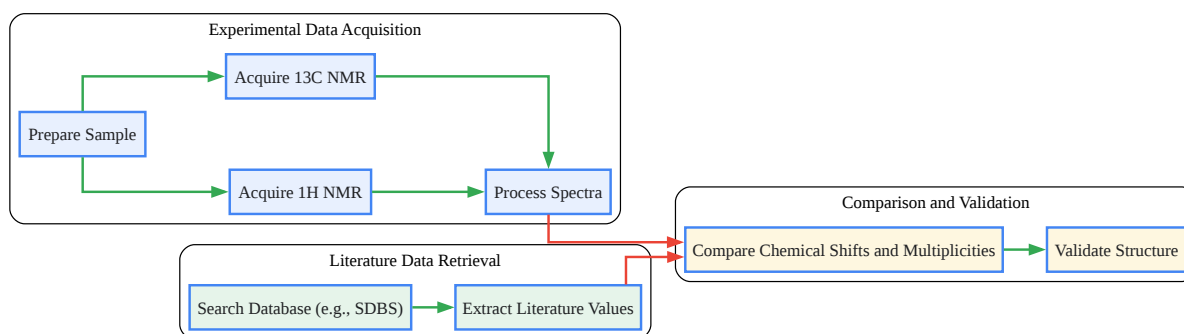 Experimental Data Acquisition
Acquire 13C NMR
Prepare Sample
Acquire 1H NMR
Process Spectra
Comparison and Validation
Compare Chemical Shifts and Multiplicities
Validate Structure
Literature Data Retrieval
Search Database (e.g., SDBS)
Extract Literature Values